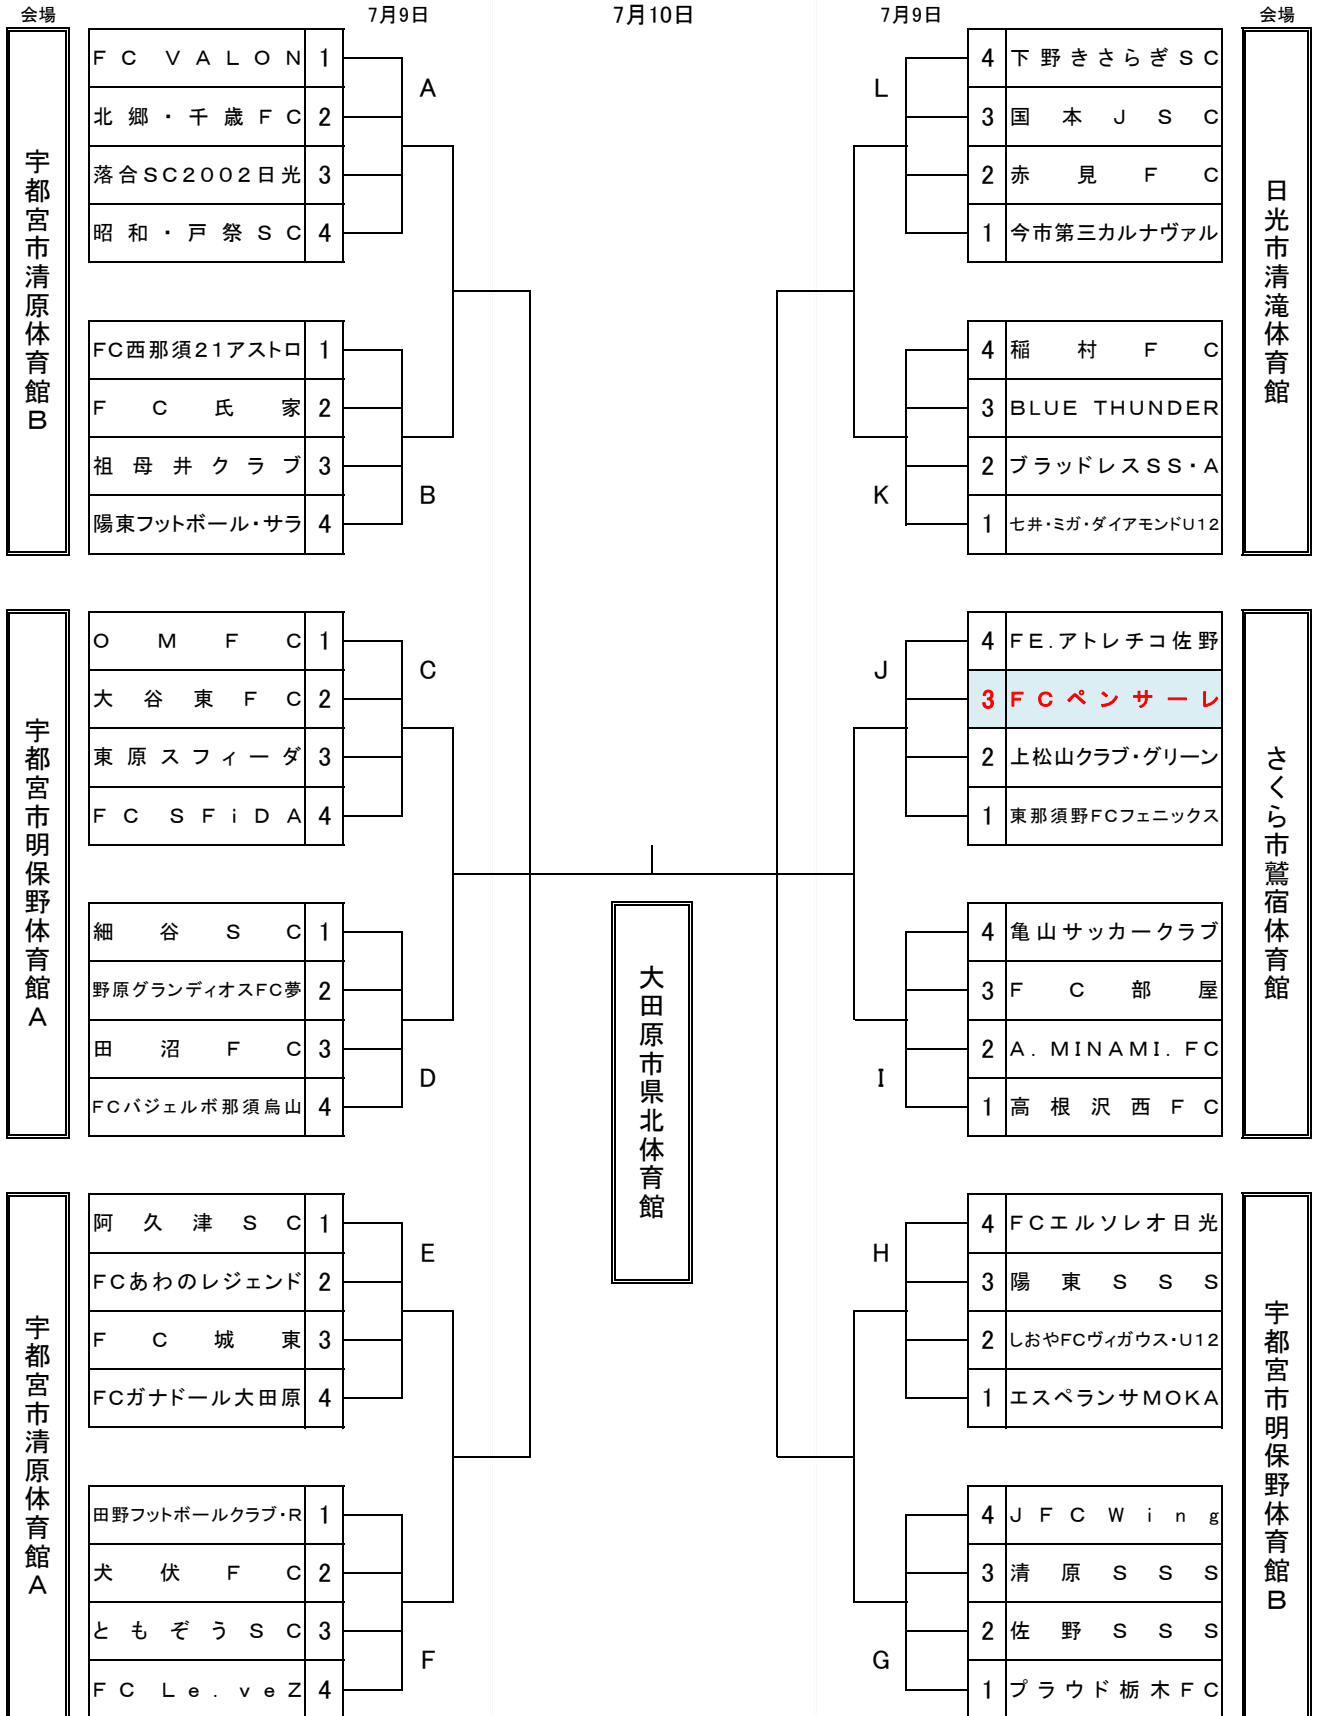 会場 7月9日 7月10日 7月9日 会場
宇都宮市清原体育館B
FC VALON 1
北郷・千歳FC 2
落合SC2002日光 3
昭和・戸祭SC 4
A
FC西那須21アストロ 1
FC氏家 2
祖母井クラブ 3
陽東フットボール・サラ 4
B
宇都宮市明保野体育館A
OMFC 1
大谷東FC 2
東原スフィーダ 3
FC SFiDA 4
C
細谷SC 1
野原グランディオスFC夢 2
田沼FC 3
FCバジェルボ那須烏山 4
D
宇都宮市清原体育館A
阿久津SC 1
FCあわのレジェンド 2
FC城東 3
FCガナドール大田原 4
E
田野フットボールクラブ・R 1
犬伏FC 2
ともぞうSC 3
FC Le.veZ 4
F
大田原市県北体育館
L
4 下野きさらぎSC
3 国本JSC
2 赤見FC
1 今市第三カルナヴァル
日光市清滝体育館
K
4 稲村FC
3 BLUE THUNDER
2 ブラッドレスSS・A
1 七井・ミガ・ダイアモンドU12
J
4 FE.アトレチコ佐野
3 FCペンサーレ
2 上松山クラブ・グリーン
1 東那須野FCフェニックス
さくら市鷲宿体育館
I
4 亀山サッカークラブ
3 FC部屋
2 A.MINAMI.FC
1 高根沢西FC
H
4 FCエルソレオ日光
3 陽東SSS
2 しおやFCヴィガウス・U12
1 エスペランサMOKA
宇都宮市明保野体育館B
G
4 JFCWing
3 清原SSS
2 佐野SSS
1 プラウド栃木FC